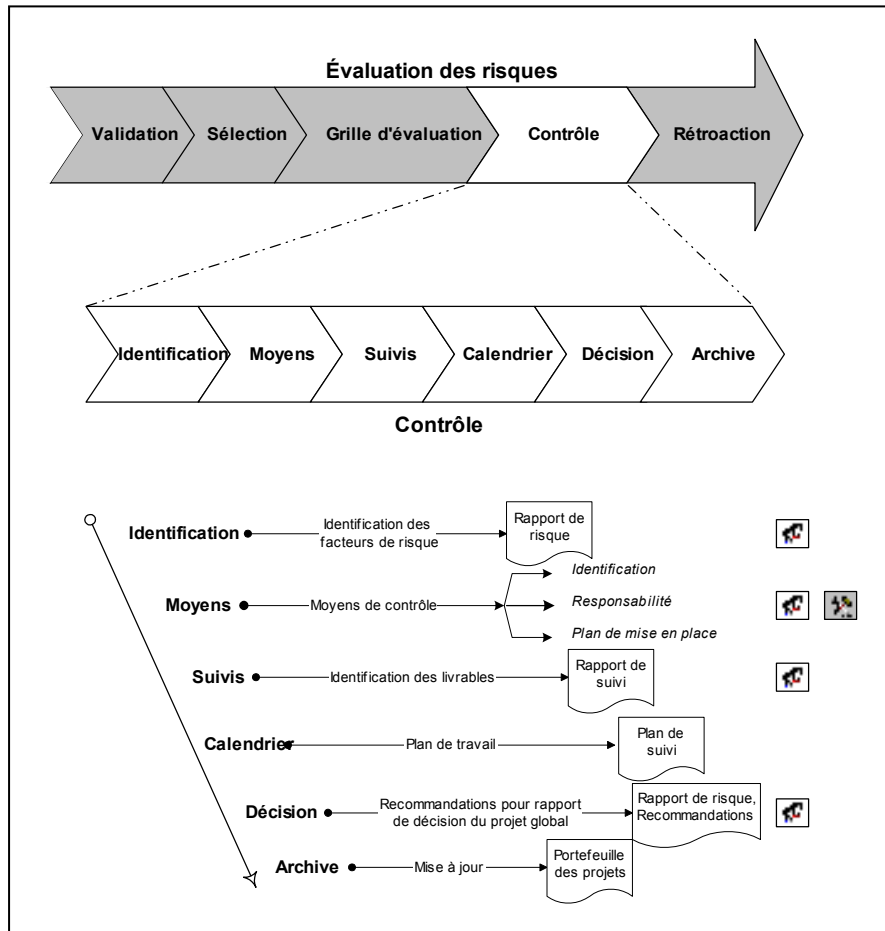 Évaluation des risques
Validation
Sélection
Grille d'évaluation
Contrôle
Rétroaction
Identification
Moyens
Suivis
Calendrier
Décision
Archive
Contrôle
Identification
Identification des
facteurs de risque
Rapport de
risque
Moyens
Moyens de contrôle
Identification
Responsabilité
Plan de mise en place
Suivis
Identification des livrables
Rapport de
suivi
Calendrier
Plan de travail
Plan de
suivi
Décision
Recommandations pour rapport
de décision du projet global
Rapport de risque,
Recommandations
Archive
Mise à jour
Portefeuille
des projets